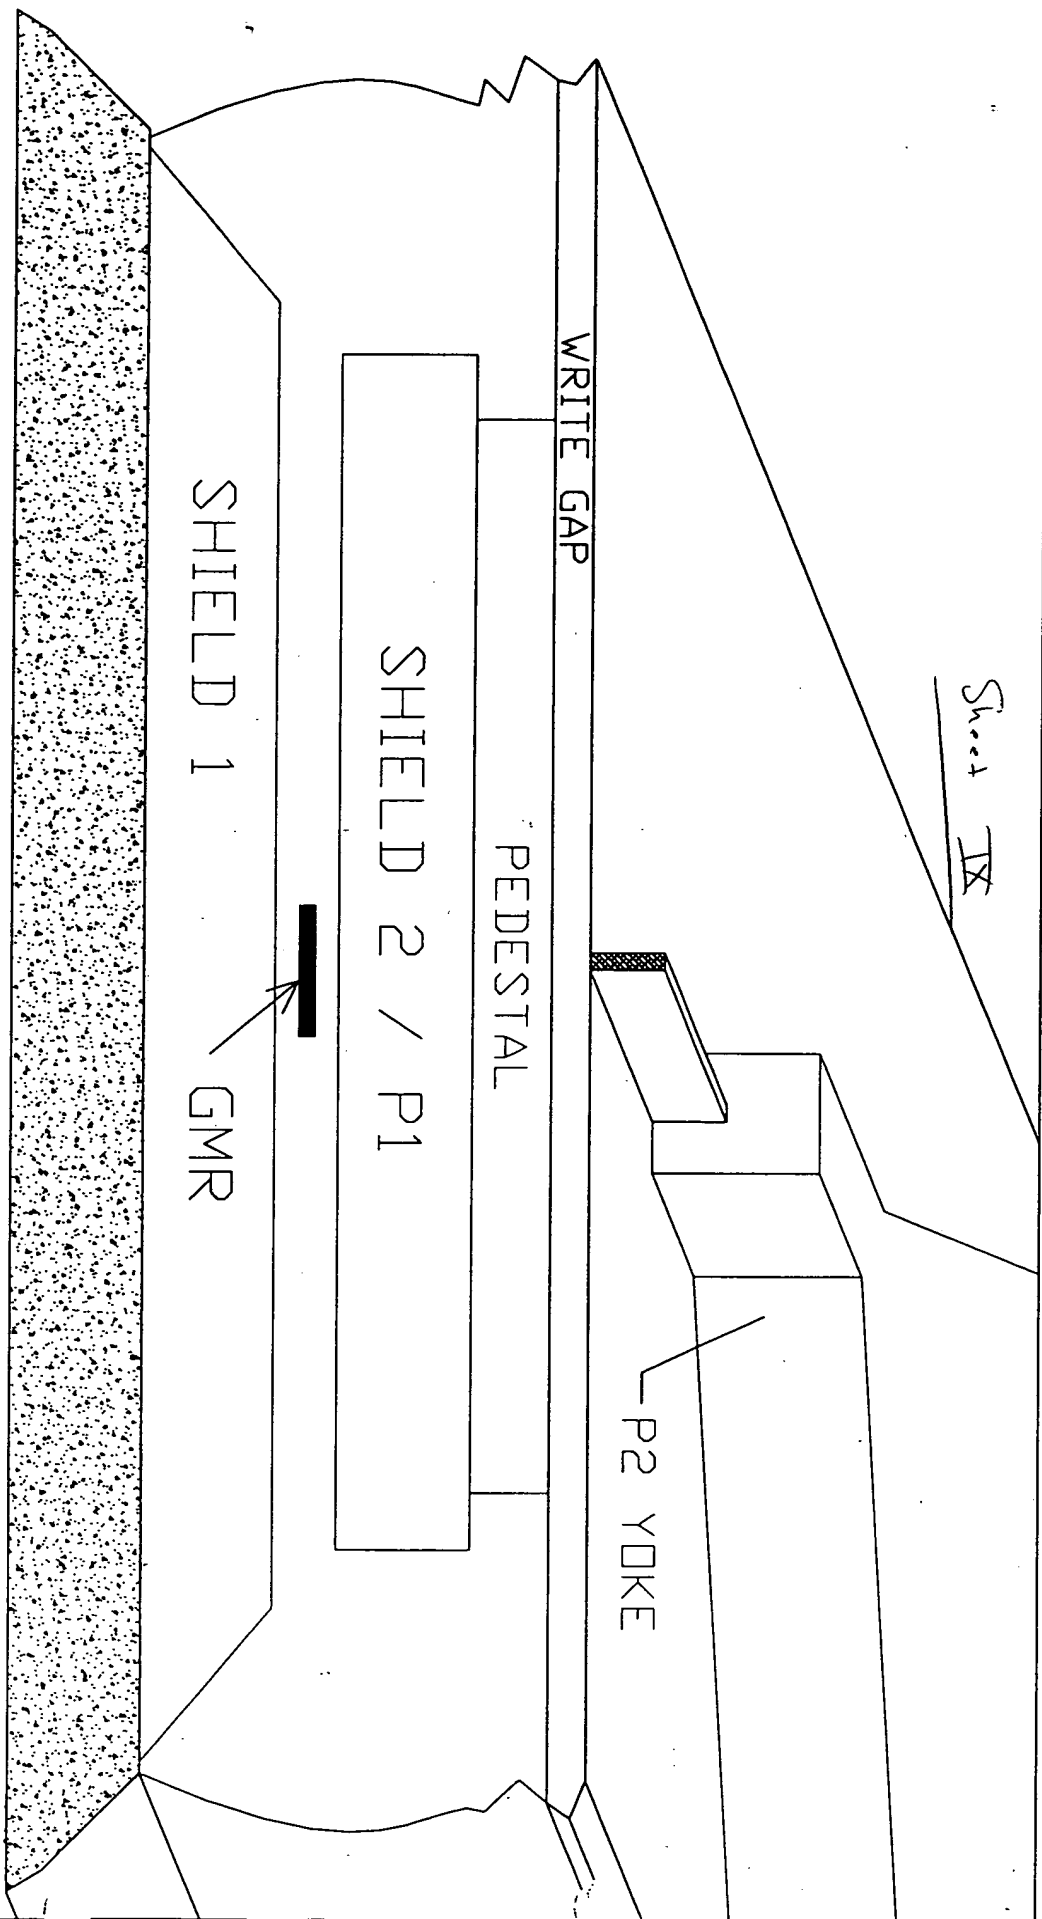 Sheet IX
P2 YOKE
WRITE GAP
PEDESTAL
SHIELD 2 / P1
SHIELD 1
GMR